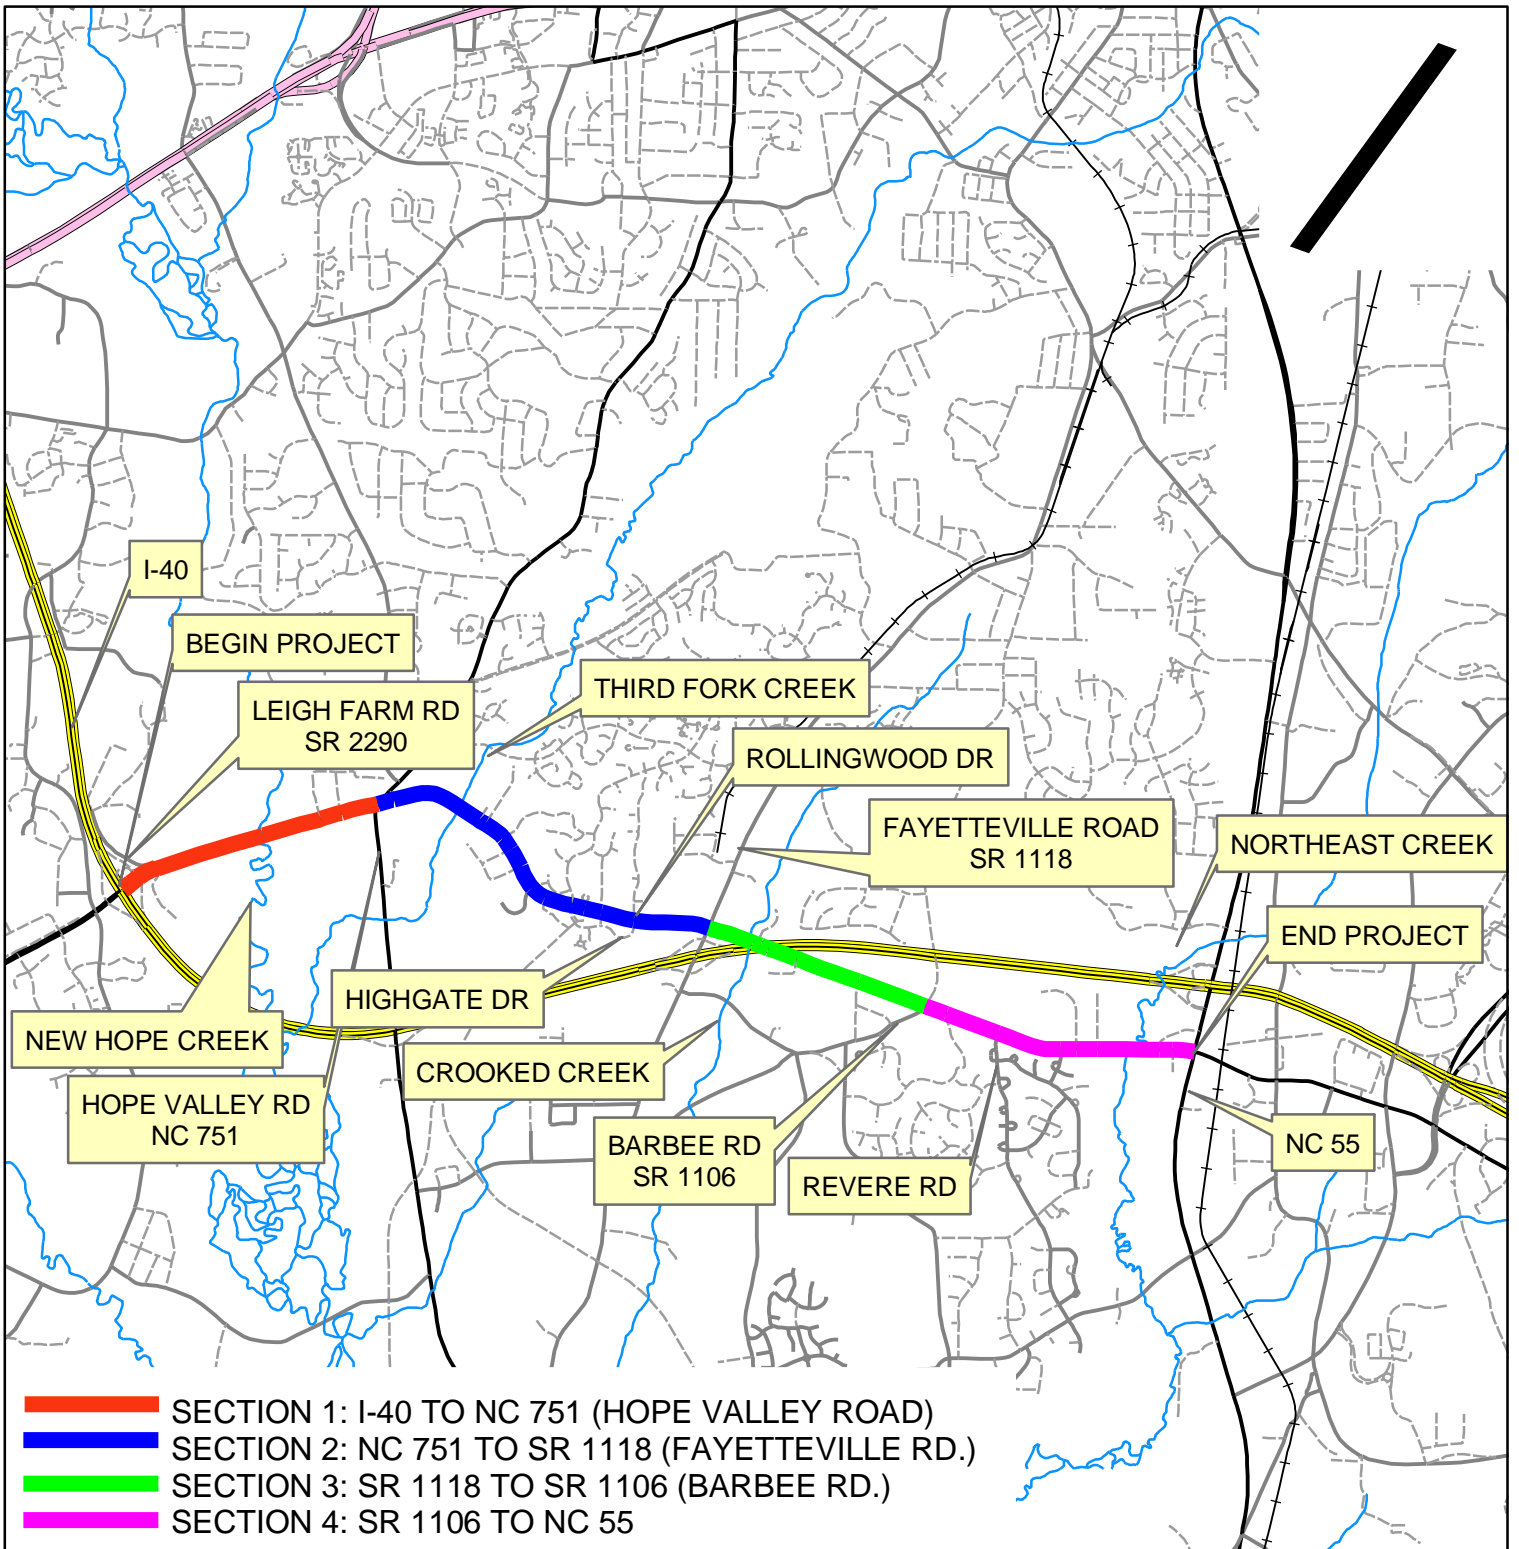 I-40
BEGIN PROJECT
LEIGH FARM RD
SR 2290
THIRD FORK CREEK
ROLLINGWOOD DR
FAYETTEVILLE ROAD
SR 1118
NORTHEAST CREEK
END PROJECT
HIGHGATE DR
NEW HOPE CREEK
CROOKED CREEK
HOPE VALLEY RD
NC 751
BARBEE RD
SR 1106
REVERE RD
NC 55
SECTION 1: I-40 TO NC 751 (HOPE VALLEY ROAD)
SECTION 2: NC 751 TO SR 1118 (FAYETTEVILLE RD.)
SECTION 3: SR 1118 TO SR 1106 (BARBEE RD.)
SECTION 4: SR 1106 TO NC 55